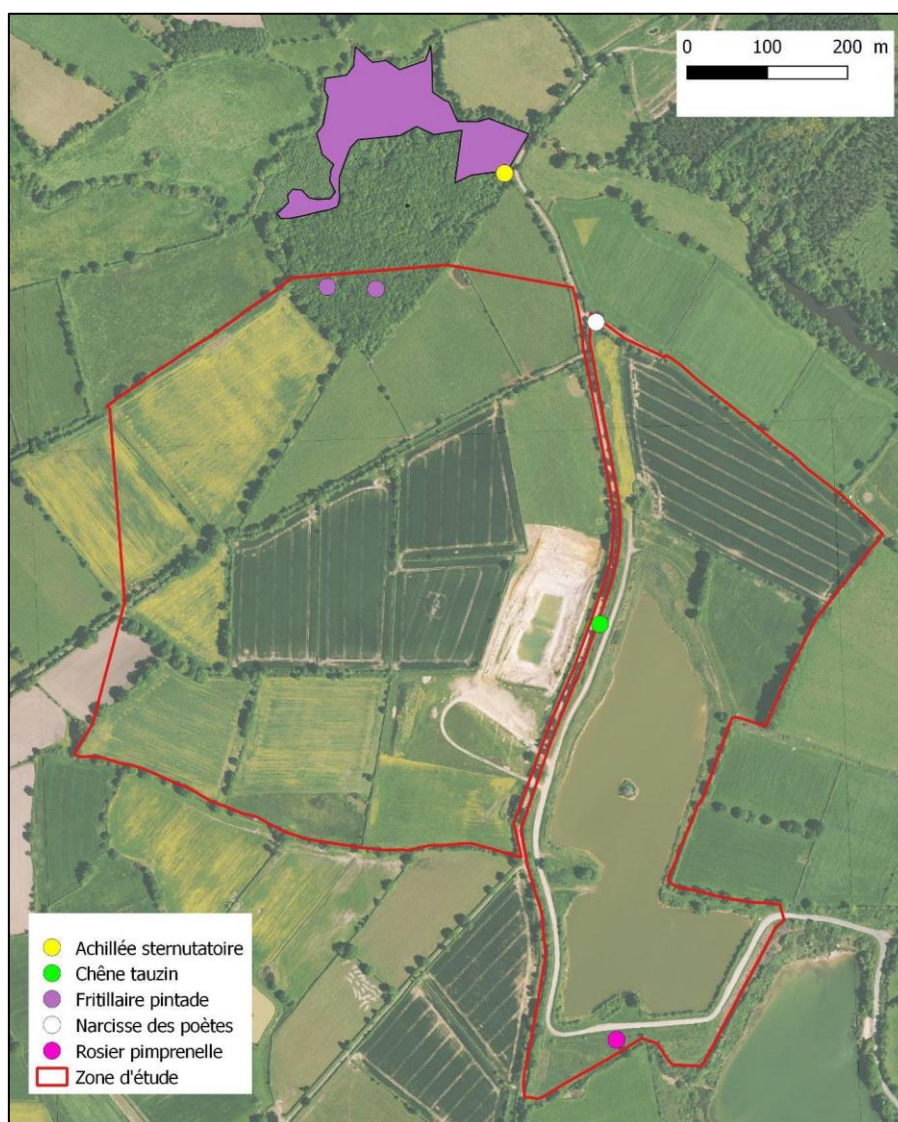 0 100 200 m
Achillée sternutatoire
Chêne tauzin
Fritillaire pintade
Narcisse des poètes
Rosier pimprenelle
Zone d'étude